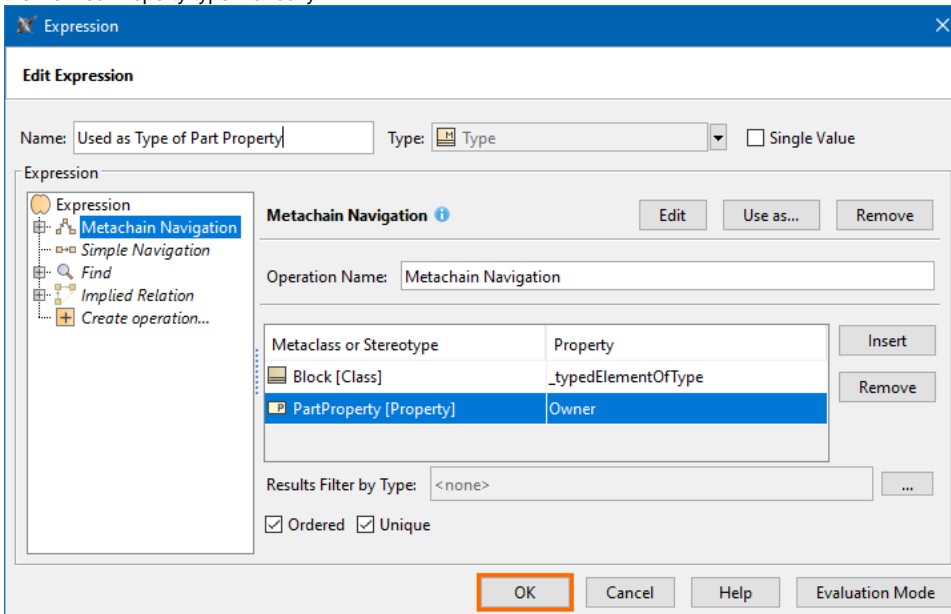 Expression
Edit Expression
Name: Used as Type of Part Property Type: Type Single Value
Expression
Expression
Metachain Navigation
Simple Navigation
Find
Implied Relation
Create operation...
Metachain Navigation Edit Use as... Remove
Operation Name: Metachain Navigation
Metaclass or Stereotype Property
Block [Class] _typedElementOfType
PartProperty [Property] Owner
Insert
Remove
Results Filter by Type: <none> ...
Ordered Unique
OK Cancel Help Evaluation Mode